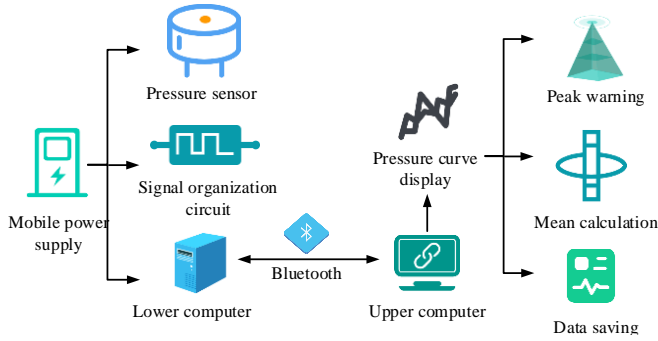 Pressure sensor
Peak warning
Signal organization
circuit
Pressure curve
display
Mobile power
supply
Mean calculation
Bluetooth
Lower computer
Upper computer
Data saving